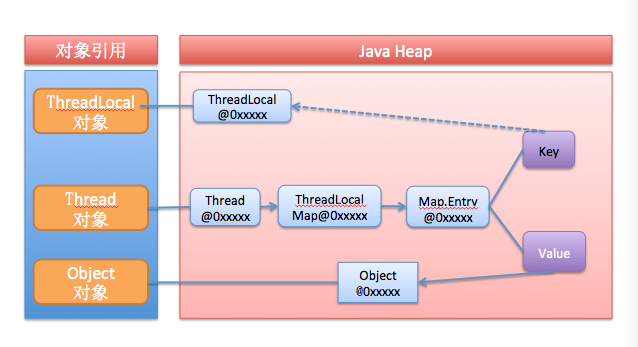 对象引用
Java Heap
ThreadLocal
对象
ThreadLocal
@0xxxxx
Key
Thread
对象
Thread
@0xxxxx
ThreadLocal
Map@0xxxxx
Map.Entry
@0xxxxx
Value
Object
对象
Object
@0xxxxx